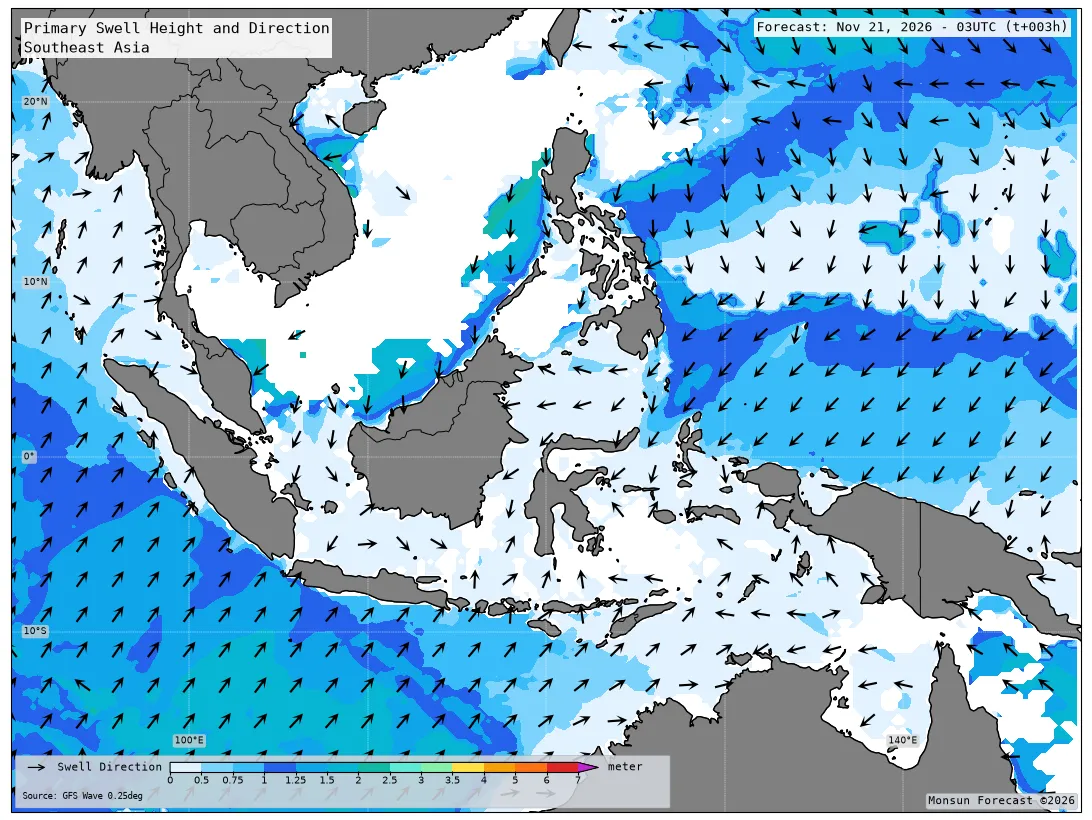 Primary Swell Height and Direction
Southeast Asia
Forecast: Nov 21, 2026 - 03UTC (t+003h)
20°N
10°N
0°
10°S
100°E
140°E
Swell Direction
0 0.5 0.75 1 1.25 1.5 2 2.5 3 3.5 4 5 6 7
meter
Source: GFS Wave 0.25deg
Monsun Forecast ©2026